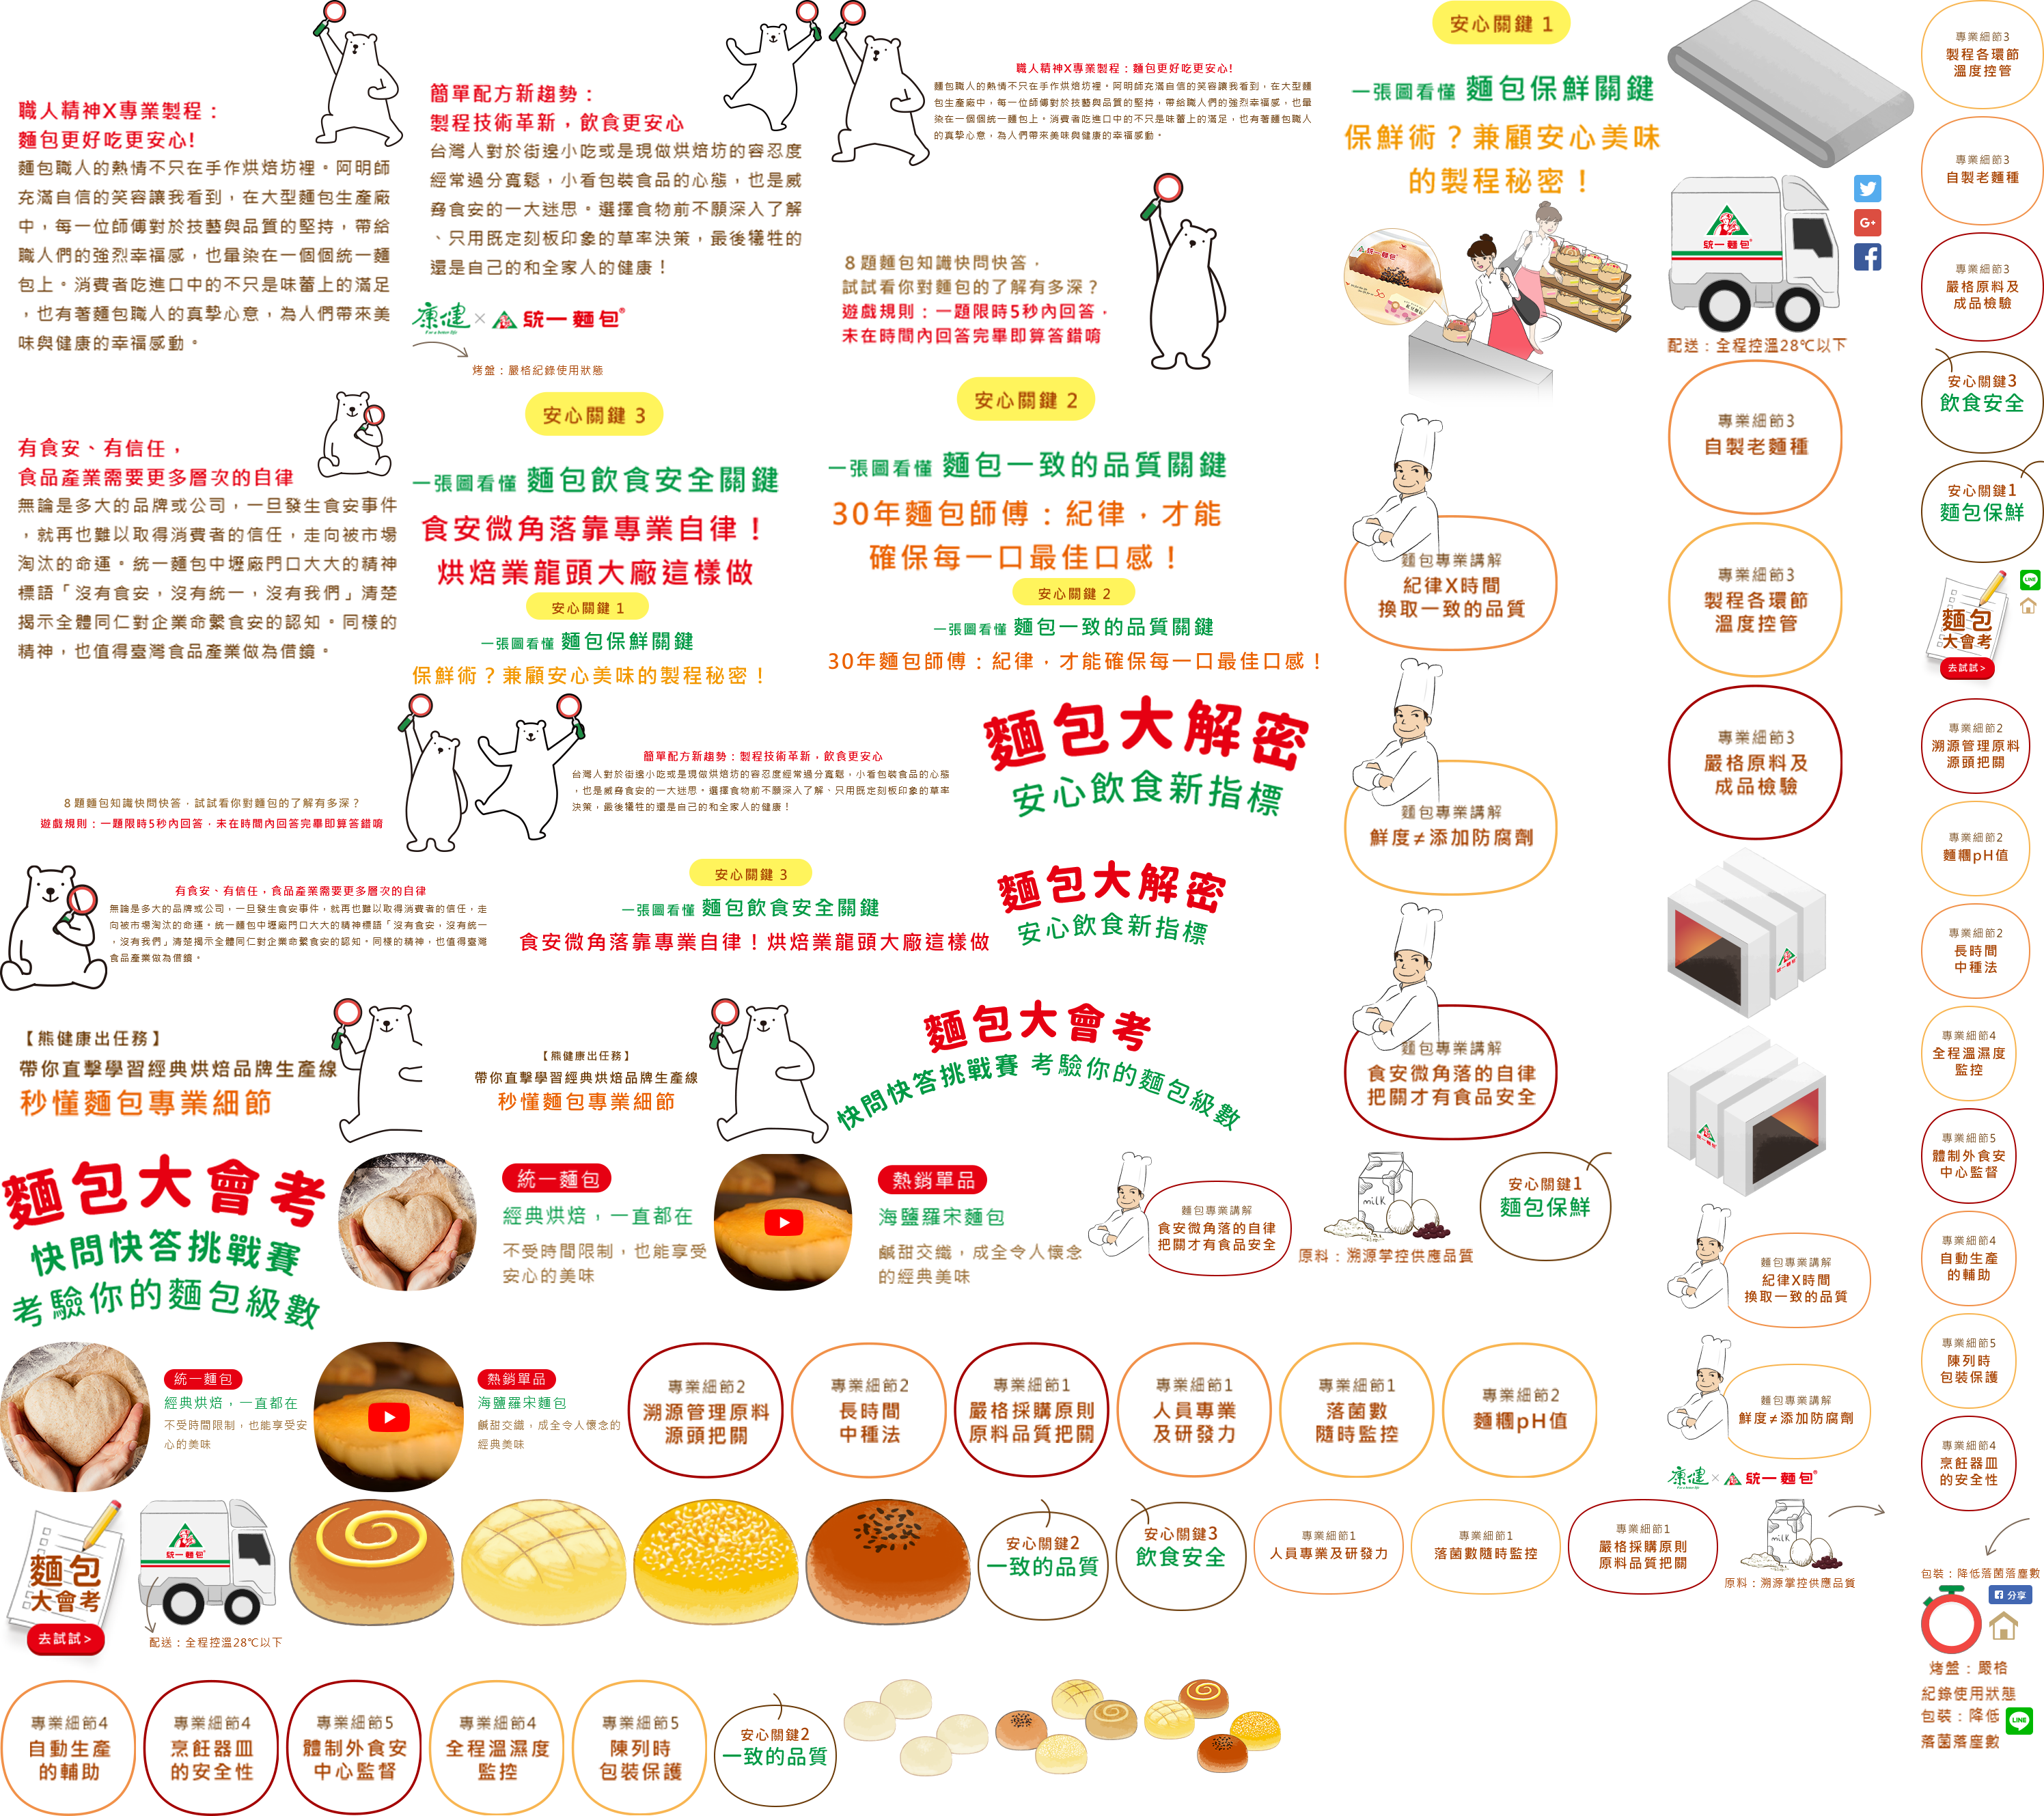 職人精神X專業製程：
麵包更好吃更安心!
麵包職人的熱情不只在手作烘焙坊裡。阿明師
充滿自信的笑容讓我看到，在大型麵包生產廠
中，每一位師傅對於技藝與品質的堅持，帶給
職人們的強烈幸福感，也暈染在一個個統一麵
包上。消費者吃進口中的不只是味蕾上的滿足
，也有著麵包職人的真摯心意，為人們帶來美
味與健康的幸福感動。
簡單配方新趨勢：
製程技術革新，飲食更安心
台灣人對於街邊小吃或是現做烘焙坊的容忍度
經常過分寬鬆，小看包裝食品的心態，也是威
脅食安的一大迷思。選擇食物前不願深入了解
、只用既定刻板印象的草率決策，最後犧牲的
還是自己的和全家人的健康！
康健×統一麵包
烤盤：嚴格紀錄使用狀態
職人精神X專業製程：麵包更好吃更安心!
麵包職人的熱情不只在手作烘焙坊裡。阿明師充滿自信的笑容讓我看到，在大型麵
包生產廠中，每一位師傅對於技藝與品質的堅持，帶給職人們的強烈幸福感，也暈
染在一個個統一麵包上。消費者吃進口中的不只是味蕾上的滿足，也有著麵包職人
的真摯心意，為人們帶來美味與健康的幸福感動。
8題麵包知識快問快答，
試試看你對麵包的了解有多深？
遊戲規則：一題限時5秒內回答，
未在時間內回答完畢即算答錯唷
安心關鍵 1
一張圖看懂 麵包保鮮關鍵
保鮮術？兼顧安心美味
的製程秘密！
統一麵包
統一麵包
配送：全程控溫28℃以下
專業細節3
製程各環節
溫度控管
專業細節3
自製老麵種
專業細節3
嚴格原料及
成品檢驗
安心關鍵3
飲食安全
安心關鍵1
麵包保鮮
LINE
麵包
大會考
去試試>
有食安、有信任，
食品產業需要更多層次的自律
無論是多大的品牌或公司，一旦發生食安事件
，就再也難以取得消費者的信任，走向被市場
淘汰的命運。統一麵包中壢廠門口大大的精神
標語「沒有食安，沒有統一，沒有我們」清楚
揭示全體同仁對企業命繫食安的認知。同樣的
精神，也值得臺灣食品產業做為借鏡。
安心關鍵 3
一張圖看懂 麵包飲食安全關鍵
食安微角落靠專業自律！
烘焙業龍頭大廠這樣做
安心關鍵 1
一張圖看懂 麵包保鮮關鍵
保鮮術？兼顧安心美味的製程秘密！
安心關鍵 2
一張圖看懂 麵包一致的品質關鍵
30年麵包師傅：紀律，才能
確保每一口最佳口感！
安心關鍵 2
一張圖看懂 麵包一致的品質關鍵
30年麵包師傅：紀律，才能確保每一口最佳口感！
麵包專業講解
紀律X時間
換取一致的品質
麵包專業講解
鮮度≠添加防腐劑
麵包專業講解
食安微角落的自律
把關才有食品安全
專業細節3
自製老麵種
專業細節3
製程各環節
溫度控管
專業細節3
嚴格原料及
成品檢驗
統一麵包
統一麵包
專業細節2
溯源管理原料
源頭把關
專業細節2
麵糰pH值
專業細節2
長時間
中種法
專業細節4
全程溫濕度
監控
專業細節5
體制外食安
中心監督
專業細節4
自動生產
的輔助
專業細節5
陳列時
包裝保護
專業細節4
烹飪器皿
的安全性
8題麵包知識快問快答，試試看你對麵包的了解有多深？
遊戲規則：一題限時5秒內回答，未在時間內回答完畢即算答錯唷
簡單配方新趨勢：製程技術革新，飲食更安心
台灣人對於街邊小吃或是現做烘焙坊的容忍度經常過分寬鬆，小看包裝食品的心態
，也是威脅食安的一大迷思。選擇食物前不願深入了解、只用既定刻板印象的草率
決策，最後犧牲的還是自己的和全家人的健康！
麵包大解密
安心飲食新指標
有食安、有信任，食品產業需要更多層次的自律
無論是多大的品牌或公司，一旦發生食安事件，就再也難以取得消費者的信任，走
向被市場淘汰的命運。統一麵包中壢廠門口大大的精神標語「沒有食安，沒有統一
，沒有我們」清楚揭示全體同仁對企業命繫食安的認知。同樣的精神，也值得臺灣
食品產業做為借鏡。
安心關鍵 3
一張圖看懂 麵包飲食安全關鍵
食安微角落靠專業自律！烘焙業龍頭大廠這樣做
麵包大解密
安心飲食新指標
【熊健康出任務】
帶你直擊學習經典烘焙品牌生產線
秒懂麵包專業細節
【熊健康出任務】
帶你直擊學習經典烘焙品牌生產線
秒懂麵包專業細節
麵包大會考
快問快答挑戰賽 考驗你的麵包級數
麵包大會考
快問快答挑戰賽
考驗你的麵包級數
統一麵包
經典烘焙，一直都在
不受時間限制，也能享受
安心的美味
熱銷單品
海鹽羅宋麵包
鹹甜交織，成全令人懷念
的經典美味
麵包專業講解
食安微角落的自律
把關才有食品安全
MILK
原料：溯源掌控供應品質
安心關鍵1
麵包保鮮
麵包專業講解
紀律X時間
換取一致的品質
麵包專業講解
鮮度≠添加防腐劑
康健×統一麵包
統一麵包
經典烘焙，一直都在
不受時間限制，也能享受安
心的美味
熱銷單品
海鹽羅宋麵包
鹹甜交織，成全令人懷念的
經典美味
專業細節2
溯源管理原料
源頭把關
專業細節2
長時間
中種法
專業細節1
嚴格採購原則
原料品質把關
專業細節1
人員專業
及研發力
專業細節1
落菌數
隨時監控
專業細節2
麵糰pH值
麵包
大會考
去試試>
統一麵包
配送：全程控溫28℃以下
安心關鍵2
一致的品質
安心關鍵3
飲食安全
專業細節1
人員專業及研發力
專業細節1
落菌數隨時監控
專業細節1
嚴格採購原則
原料品質把關
MILK
原料：溯源掌控供應品質
包裝：降低落菌落塵數
分享
烤盤：嚴格
紀錄使用狀態
包裝：降低
落菌落塵數
LINE
專業細節4
自動生產
的輔助
專業細節4
烹飪器皿
的安全性
專業細節5
體制外食安
中心監督
專業細節4
全程溫濕度
監控
專業細節5
陳列時
包裝保護
安心關鍵2
一致的品質